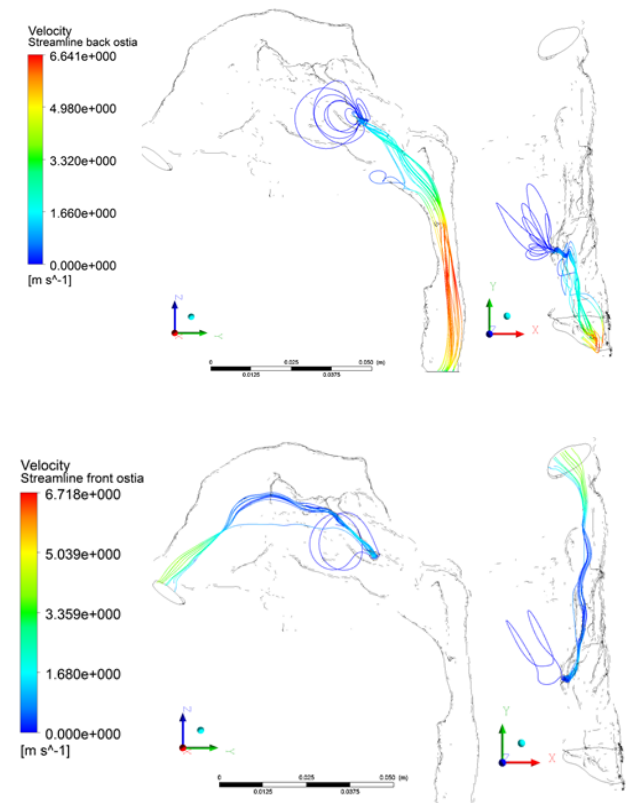 Velocity
Streamline back ostia
6.641e+000
4.980e+000
3.320e+000
1.660e+000
0.000e+000
[m s^-1]
Z
Y
0 0.025 0.050 (m)
0.0125 0.0375
Y
X
Velocity
Streamline front ostia
6.718e+000
5.039e+000
3.359e+000
1.680e+000
0.000e+000
[m s^-1]
Z
Y
0 0.025 0.050 (m)
0.0125 0.0375
Y
X